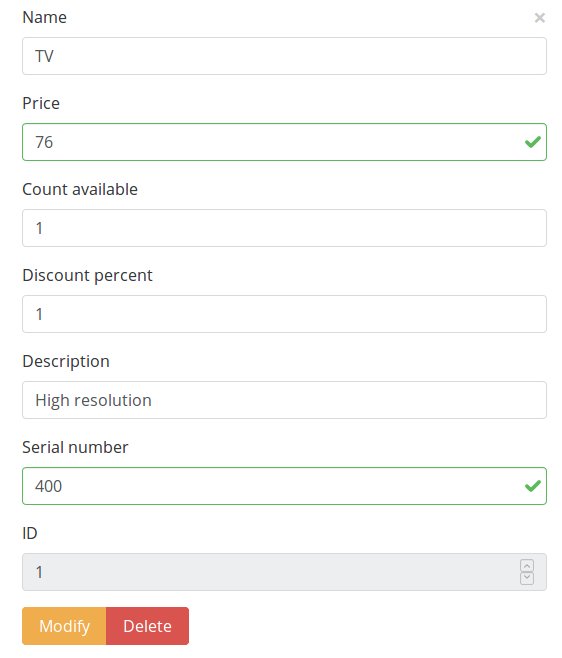 Name
TV
Price
76
Count available
1
Discount percent
1
Description
High resolution
Serial number
400
ID
1
Modify Delete